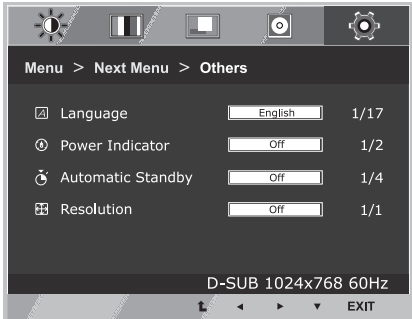 Menu > Next Menu > Others
Language English 1/17
Power Indicator Off 1/2
Automatic Standby Off 1/4
Resolution Off 1/1
D-SUB 1024x768 60Hz
EXIT